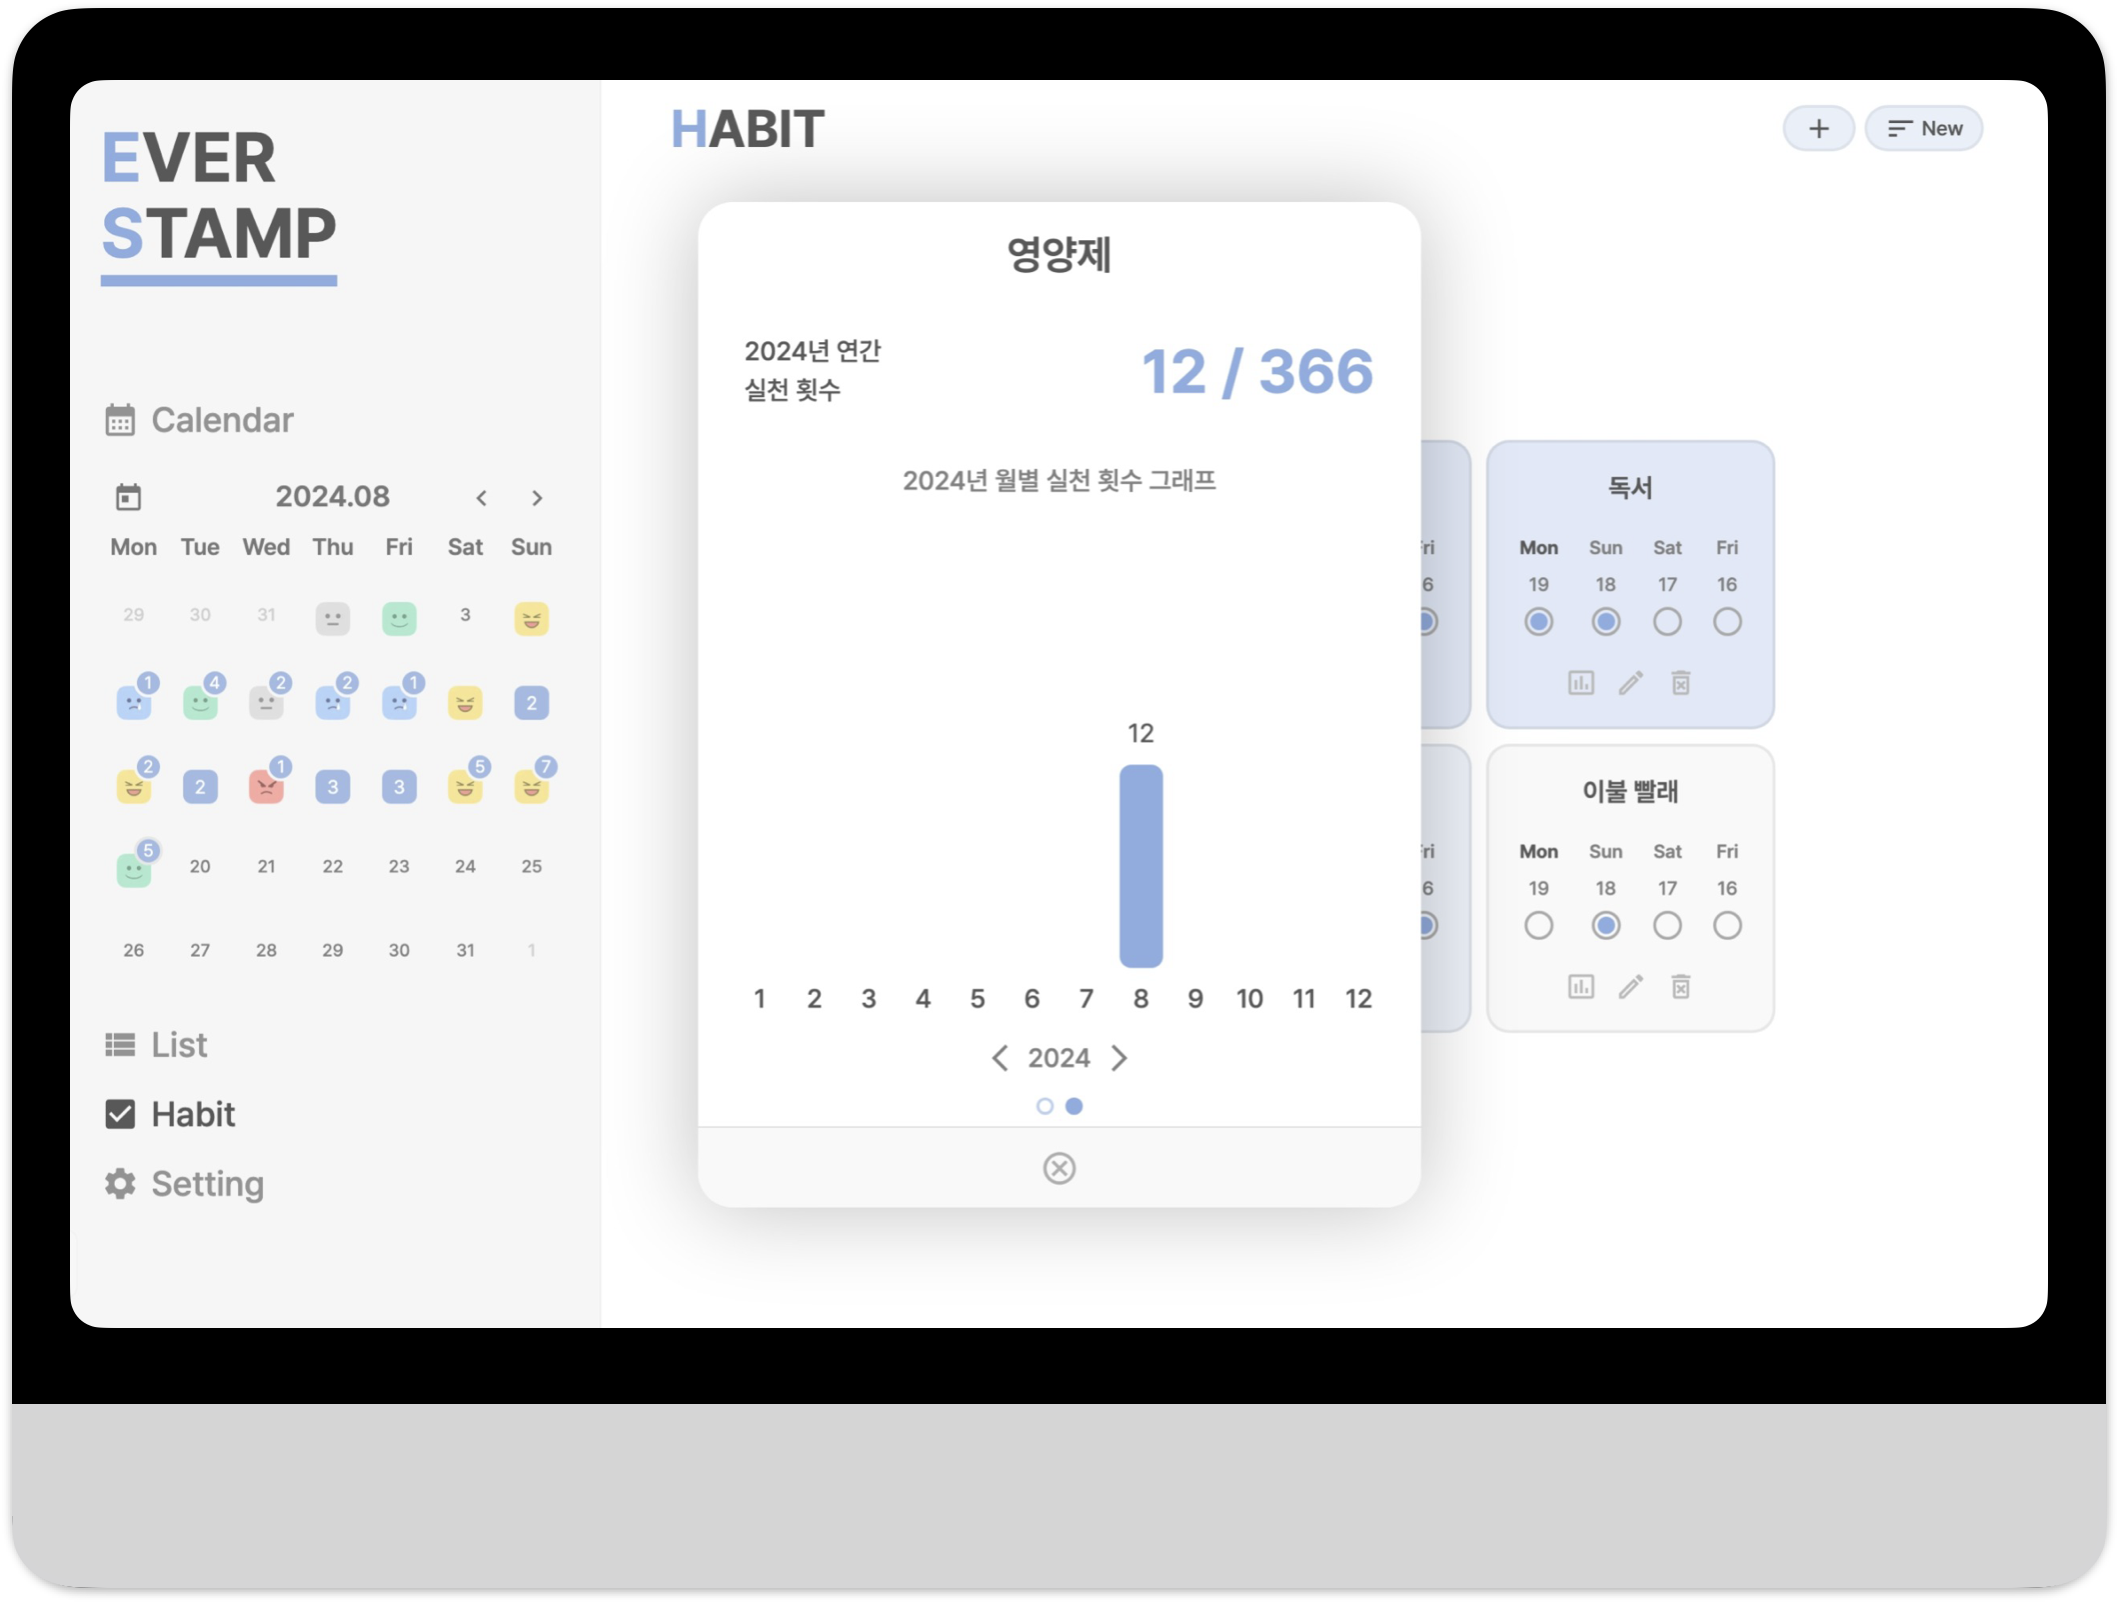 EVER
STAMP
Calendar
2024.08
Mon Tue Wed Thu Fri Sat Sun
29 30 31 3
1 4 2 2 1 2
2 2 1 3 3 5 7
5 20 21 22 23 24 25
26 27 28 29 30 31 1
List
Habit
Setting
HABIT
New
영양제
2024년 연간
실천 횟수
12 / 366
2024년 월별 실천 횟수 그래프
12
1 2 3 4 5 6 7 8 9 10 11 12
2024
독서
Mon Sun Sat Fri
19 18 17 16
이불 빨래
Mon Sun Sat Fri
19 18 17 16